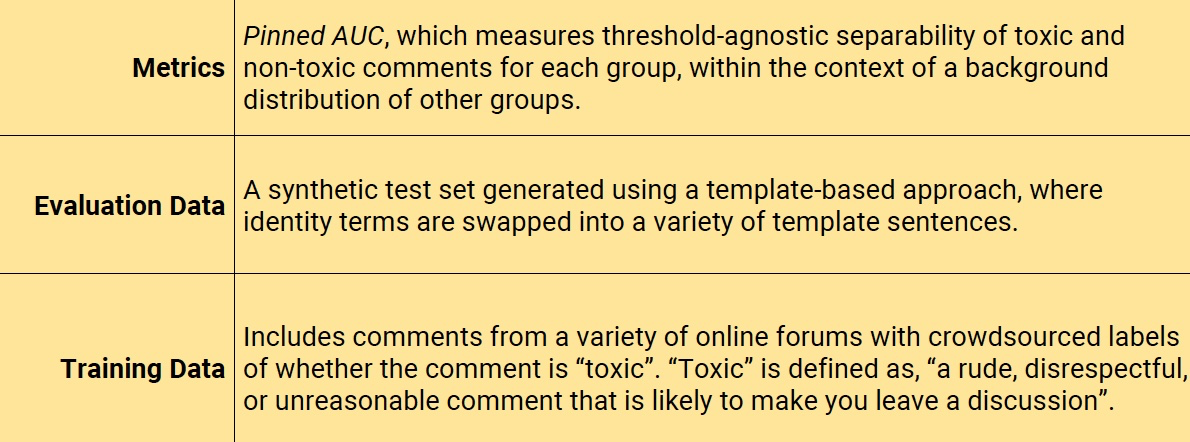 Metrics
Pinned AUC, which measures threshold-agnostic separability of toxic and
non-toxic comments for each group, within the context of a background
distribution of other groups.
Evaluation Data
A synthetic test set generated using a template-based approach, where
identity terms are swapped into a variety of template sentences.
Training Data
Includes comments from a variety of online forums with crowdsourced labels
of whether the comment is “toxic”. “Toxic” is defined as, “a rude, disrespectful,
or unreasonable comment that is likely to make you leave a discussion”.